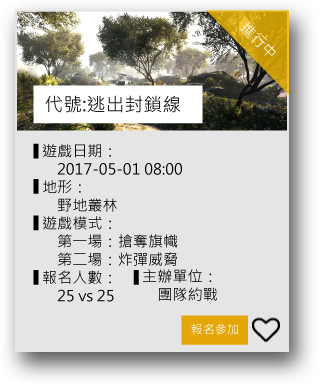 進行中
代號:逃出封鎖線
遊戲日期：
2017-05-01 08:00
地形：
野地叢林
遊戲模式：
第一場：搶奪旗幟
第二場：炸彈威脅
報名人數： 主辦單位：
25 vs 25 團隊約戰
報名參加